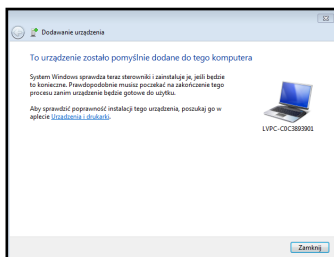 Dodawanie urządzenia
To urządzenie zostało pomyślnie dodane do tego komputera
System Windows sprawdza teraz sterowniki i zainstaluje je, jeśli będzie
to konieczne. Prawdopodobnie musisz poczekać na zakończenie tego
procesu zanim urządzenie będzie gotowe do użytku.
Aby sprawdzić poprawność instalacji tego urządzenia, poszukaj go w
aplecie Urządzenia i drukarki.
LVPC-C0C3893901
Zamknij